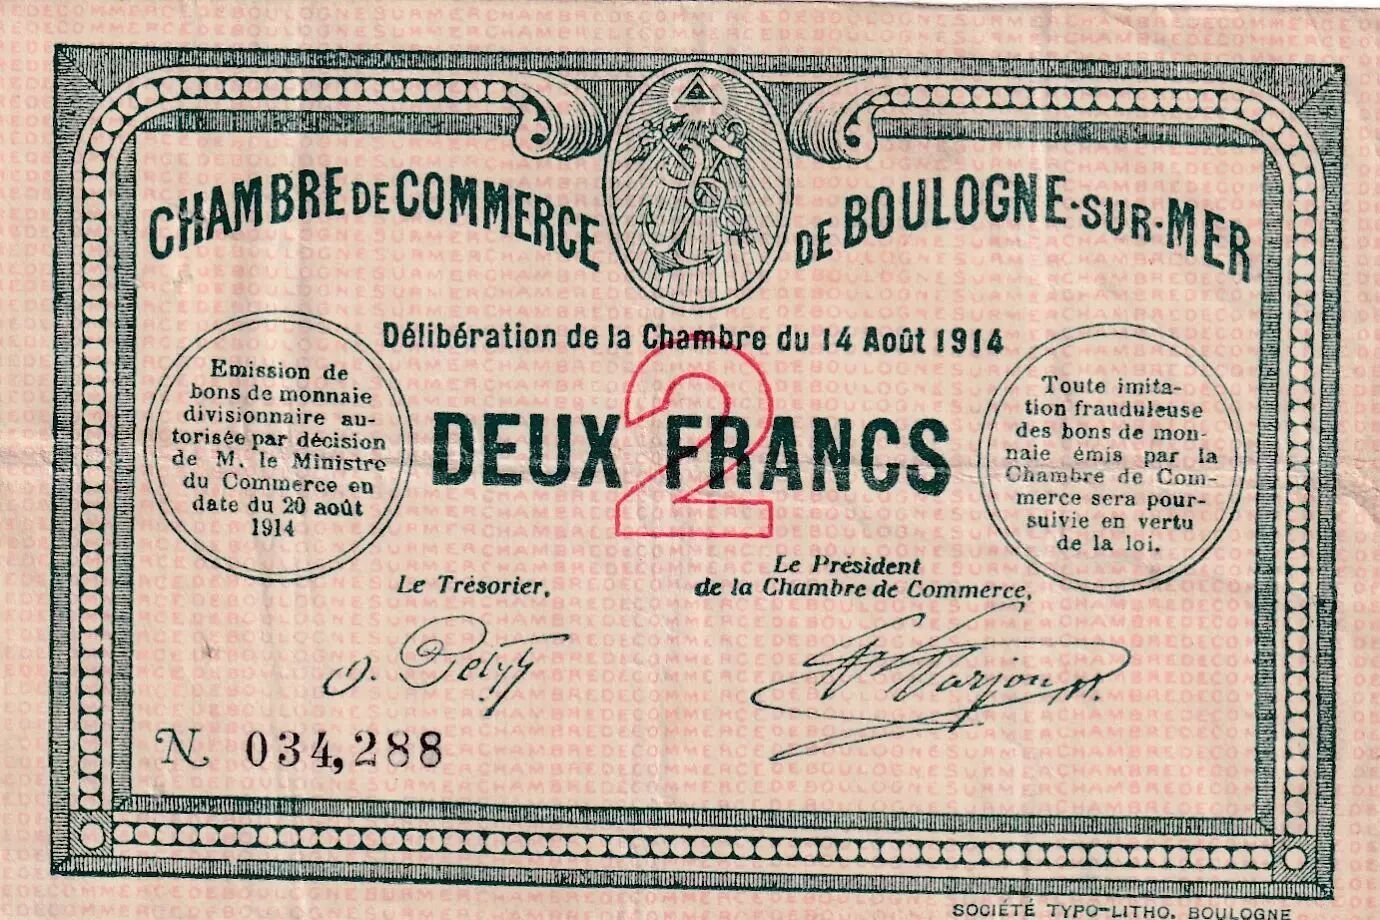 CHAMBRE DE COMMERCE DE BOULOGNE-SUR-MER
Délibération de la Chambre du 14 Août 1914
Emission de
bons de monnaie
divisionnaire au-
torisée par décision
de M. le Ministre
du Commerce en
date du 20 août
1914
2
DEUX FRANCS
Toute imita-
tion frauduleuse
des bons de mon-
naie émis par la
Chambre de Com-
merce sera pour-
suivie en vertu
de la loi.
Le Trésorier,
Le Président
de la Chambre de Commerce,
N. 034,288
SOCIÉTÉ TYPO-LITHO. BOULOGNE